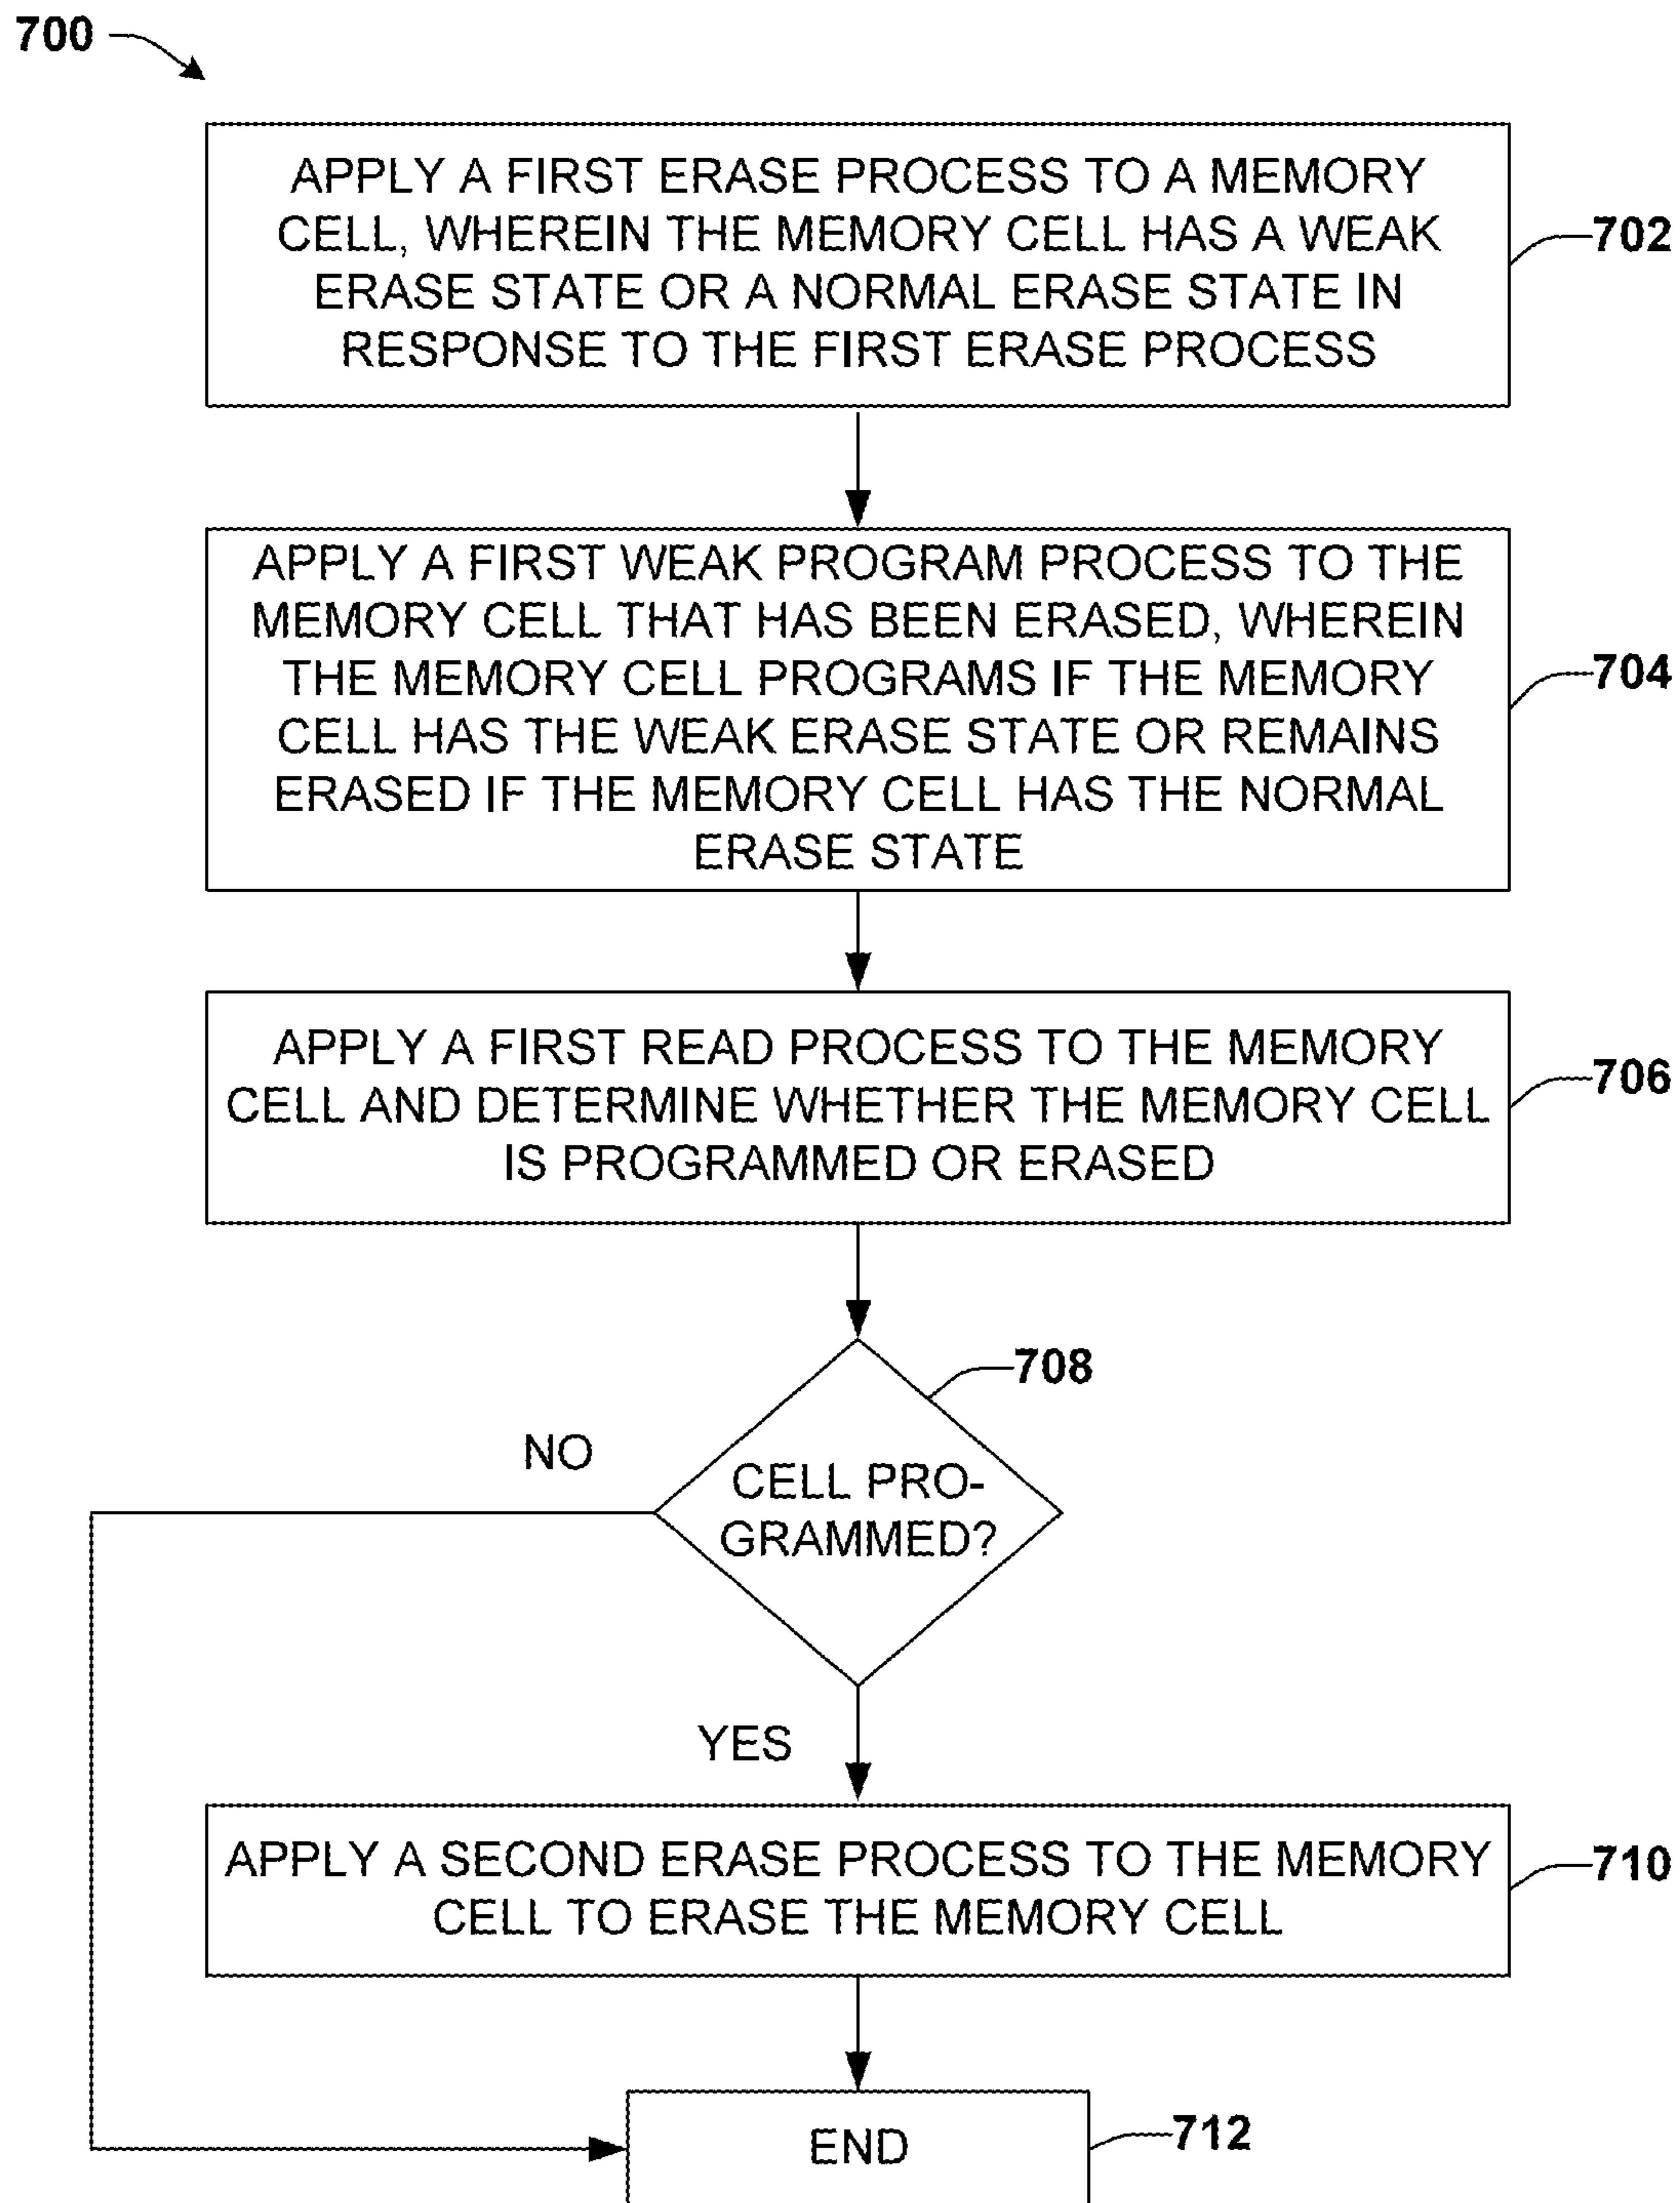 700
APPLY A FIRST ERASE PROCESS TO A MEMORY
CELL, WHEREIN THE MEMORY CELL HAS A WEAK
ERASE STATE OR A NORMAL ERASE STATE IN
RESPONSE TO THE FIRST ERASE PROCESS
702
APPLY A FIRST WEAK PROGRAM PROCESS TO THE
MEMORY CELL THAT HAS BEEN ERASED, WHEREIN
THE MEMORY CELL PROGRAMS IF THE MEMORY
CELL HAS THE WEAK ERASE STATE OR REMAINS
ERASED IF THE MEMORY CELL HAS THE NORMAL
ERASE STATE
704
APPLY A FIRST READ PROCESS TO THE MEMORY
CELL AND DETERMINE WHETHER THE MEMORY CELL
IS PROGRAMMED OR ERASED
706
708
NO
CELL PRO-
GRAMMED?
YES
APPLY A SECOND ERASE PROCESS TO THE MEMORY
CELL TO ERASE THE MEMORY CELL
710
END
712